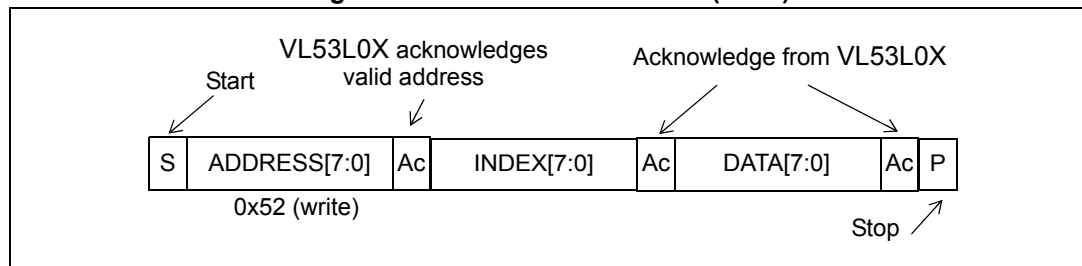 VL53L0X acknowledges
valid address
Acknowledge from VL53L0X
Start
S ADDRESS[7:0] Ac INDEX[7:0] Ac DATA[7:0] Ac P
0x52 (write)
Stop